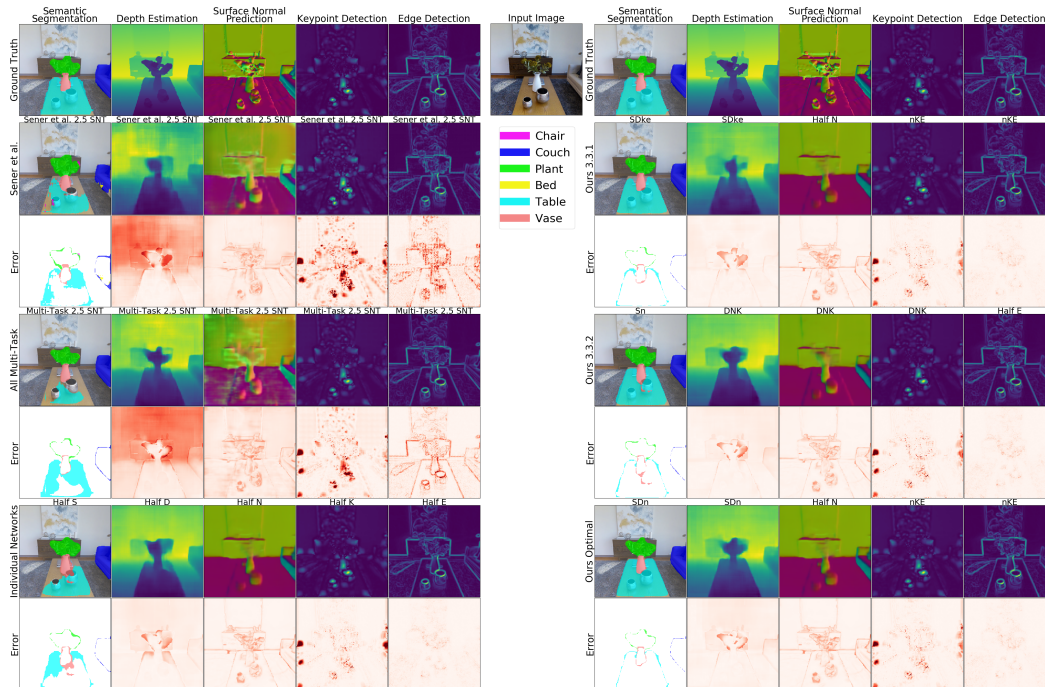 Semantic Segmentation
Depth Estimation
Surface Normal Prediction
Keypoint Detection
Edge Detection
Ground Truth
Sener et al. 2.5 SNT
Sener et al. 2.5 SNT
Sener et al. 2.5 SNT
Sener et al. 2.5 SNT
Sener et al. 2.5 SNT
Sener et al.
Error
Multi-Task 2.5 SNT
Multi-Task 2.5 SNT
Multi-Task 2.5 SNT
Multi-Task 2.5 SNT
Multi-Task 2.5 SNT
All Multi-Task
Error
Half S
Half D
Half N
Half K
Half E
Individual Networks
Error
Input Image
Chair
Couch
Plant
Bed
Table
Vase
Semantic Segmentation
Depth Estimation
Surface Normal Prediction
Keypoint Detection
Edge Detection
Ground Truth
SDke
SDke
Half N
nKE
nKE
Ours 3.3.1
Error
Sn
DNK
DNK
DNK
Half E
Ours 3.3.2
Error
SDn
SDn
Half N
nKE
nKE
Ours Optimal
Error